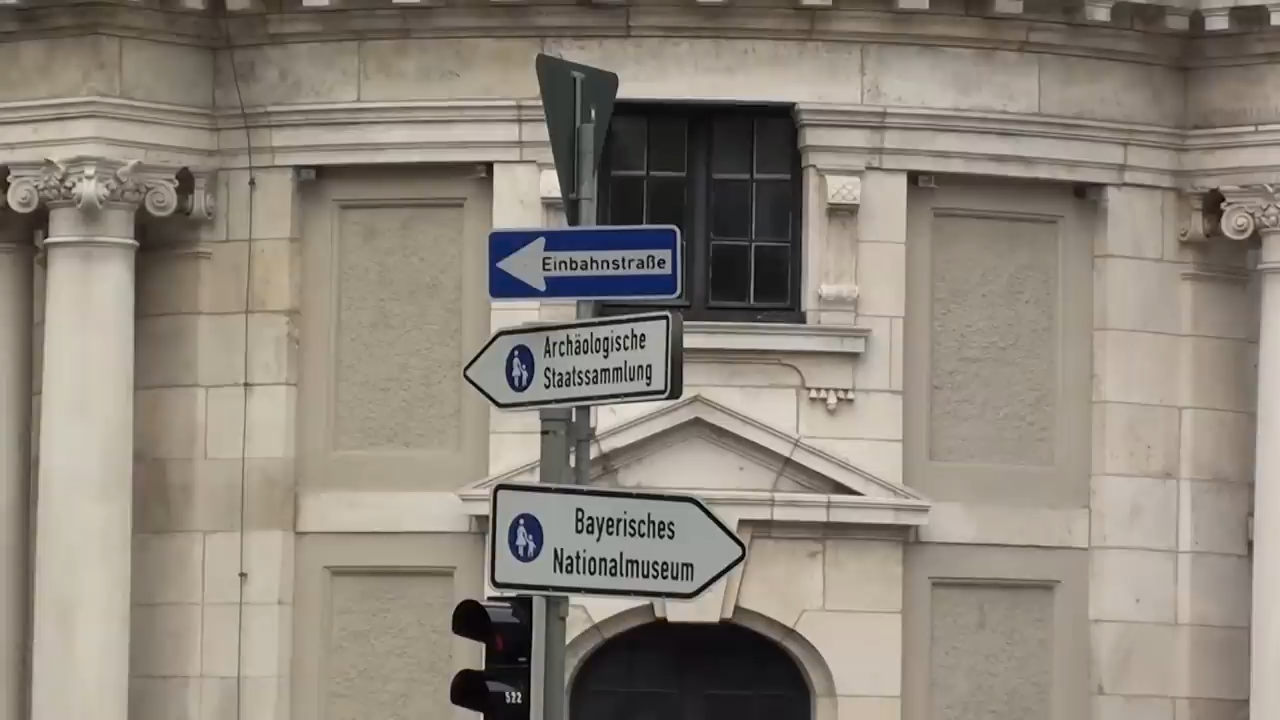 Einbahnstraße
Archäologische
Staatssammlung
Bayerisches
Nationalmuseum
522